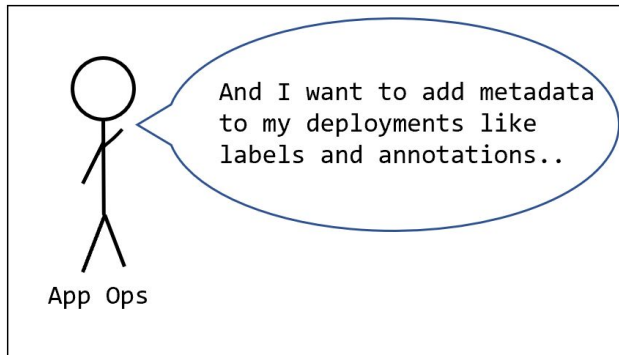 And I want to add metadata
to my deployments like
labels and annotations..
App Ops